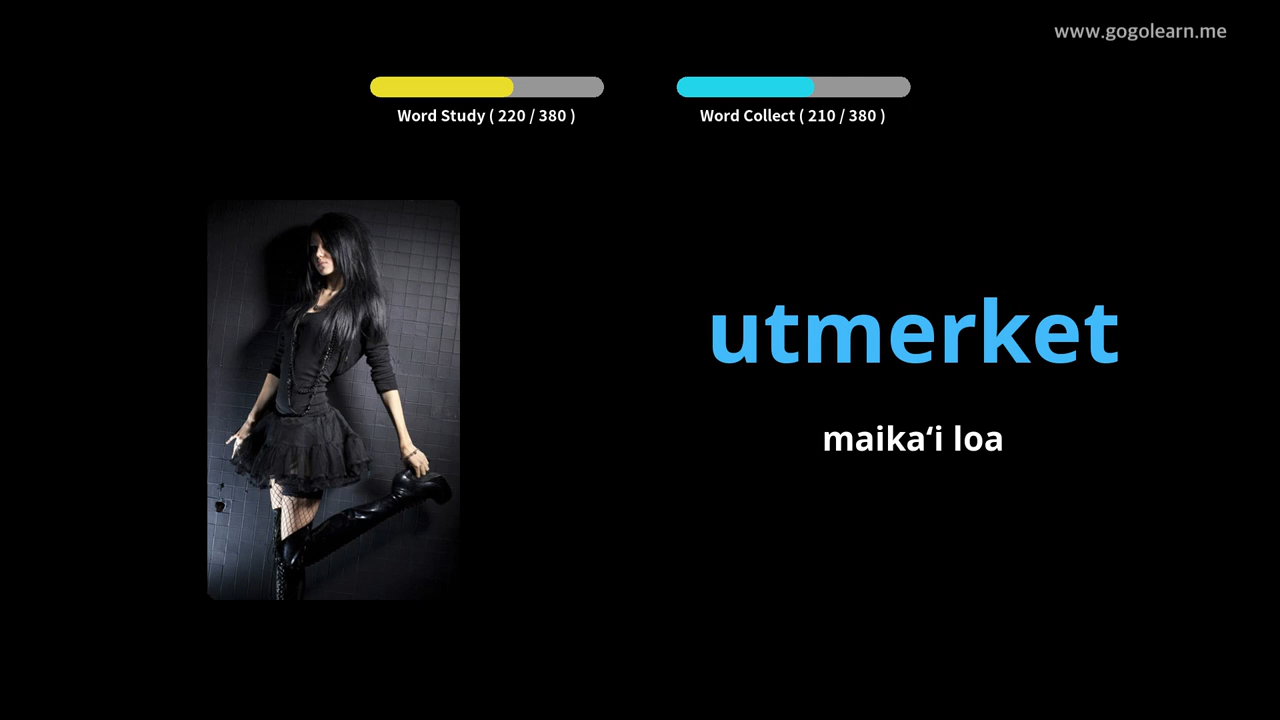 www.gogolearn.me
Word Study ( 220 / 380 )
Word Collect ( 210 / 380 )
utmerket
maikaʻi loa